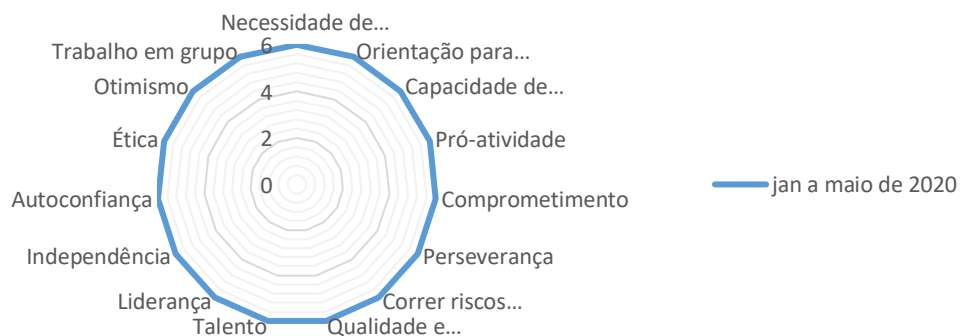 Necessidade de...
Orientação para...
Capacidade de...
Pró-atividade
Comprometimento
Perseverança
Correr riscos...
Qualidade e...
Talento
Liderança
Independência
Autoconfiança
Ética
Otimismo
Trabalho em grupo
6
4
2
0
jan a maio de 2020